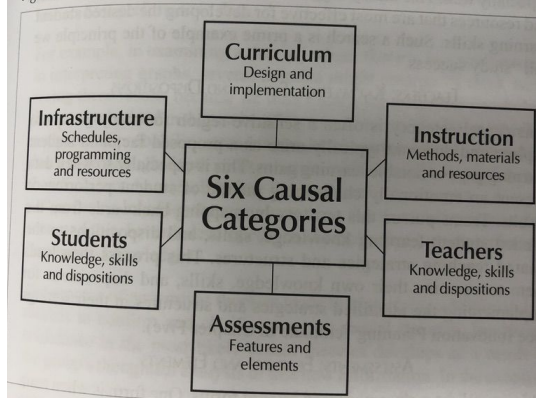 Curriculum
Design and
implementation
Infrastructure
Schedules,
programming
and resources
Instruction
Methods, materials
and resources
Six Causal
Categories
Students
Knowledge, skills
and dispositions
Teachers
Knowledge, skills
and dispositions
Assessments
Features and
elements